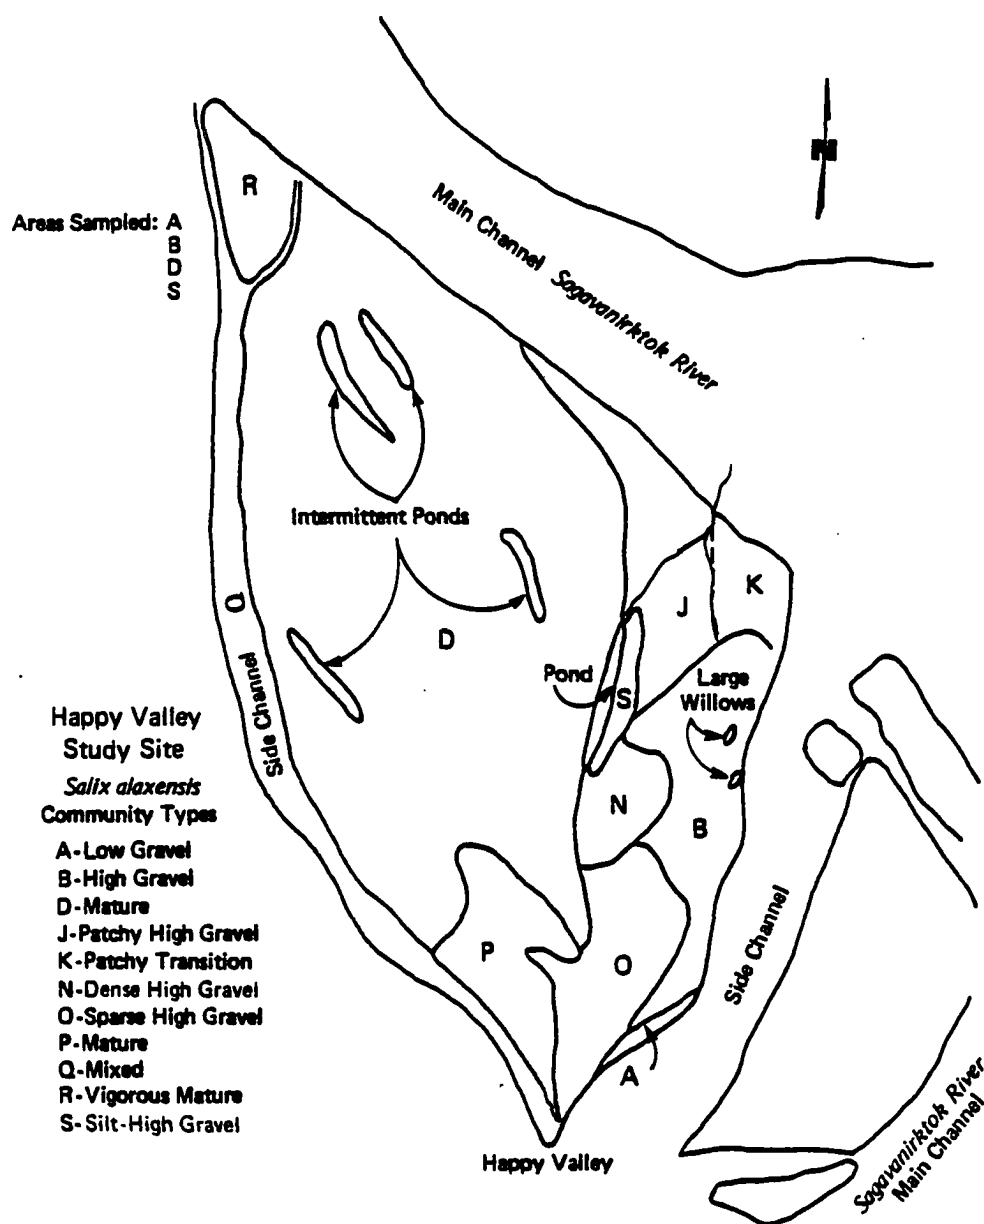 N
R
Areas Sampled: A
B
D
S
Main Channel Sagavanirktok River
Intermittent Ponds
K
J
Q
D
Pond
S
Large
Willows
Side Channel
Happy Valley
Study Site
Salix alaxensis
Community Types
A-Low Gravel
B-High Gravel
D-Mature
J-Patchy High Gravel
K-Patchy Transition
N-Dense High Gravel
O-Sparse High Gravel
P-Mature
Q-Mixed
R-Vigorous Mature
S-Silt-High Gravel
N
B
P
O
Side Channel
A
Happy Valley
Sagavanirktok River
Main Channel